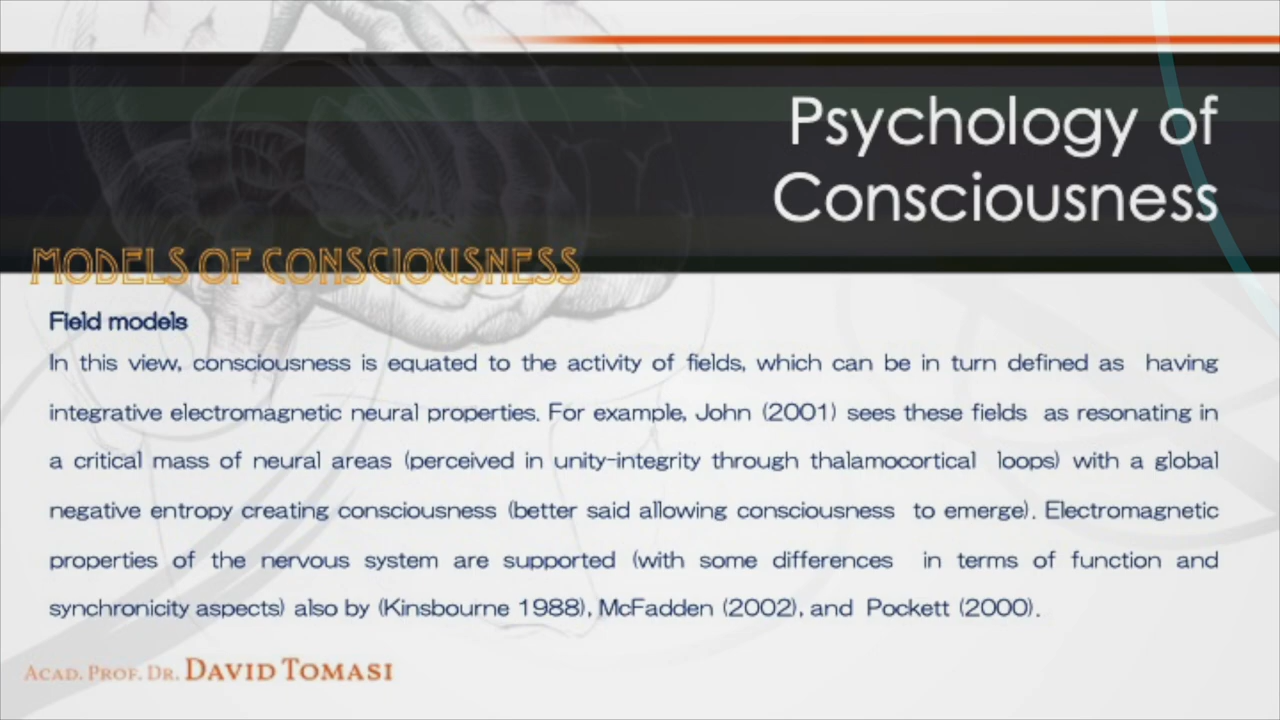 Psychology of
Consciousness
MODELS OF CONSCIOUSNESS
Field models
In this view, consciousness is equated to the activity of fields, which can be in turn defined as having
integrative electromagnetic neural properties. For example, John (2001) sees these fields as resonating in
a critical mass of neural areas (perceived in unity-integrity through thalamocortical loops) with a global
negative entropy creating consciousness (better said allowing consciousness to emerge). Electromagnetic
properties of the nervous system are supported (with some differences in terms of function and
synchronicity aspects) also by (Kinsbourne 1988), McFadden (2002), and Pockett (2000).
ACAD. PROF. DR. DAVID TOMASI